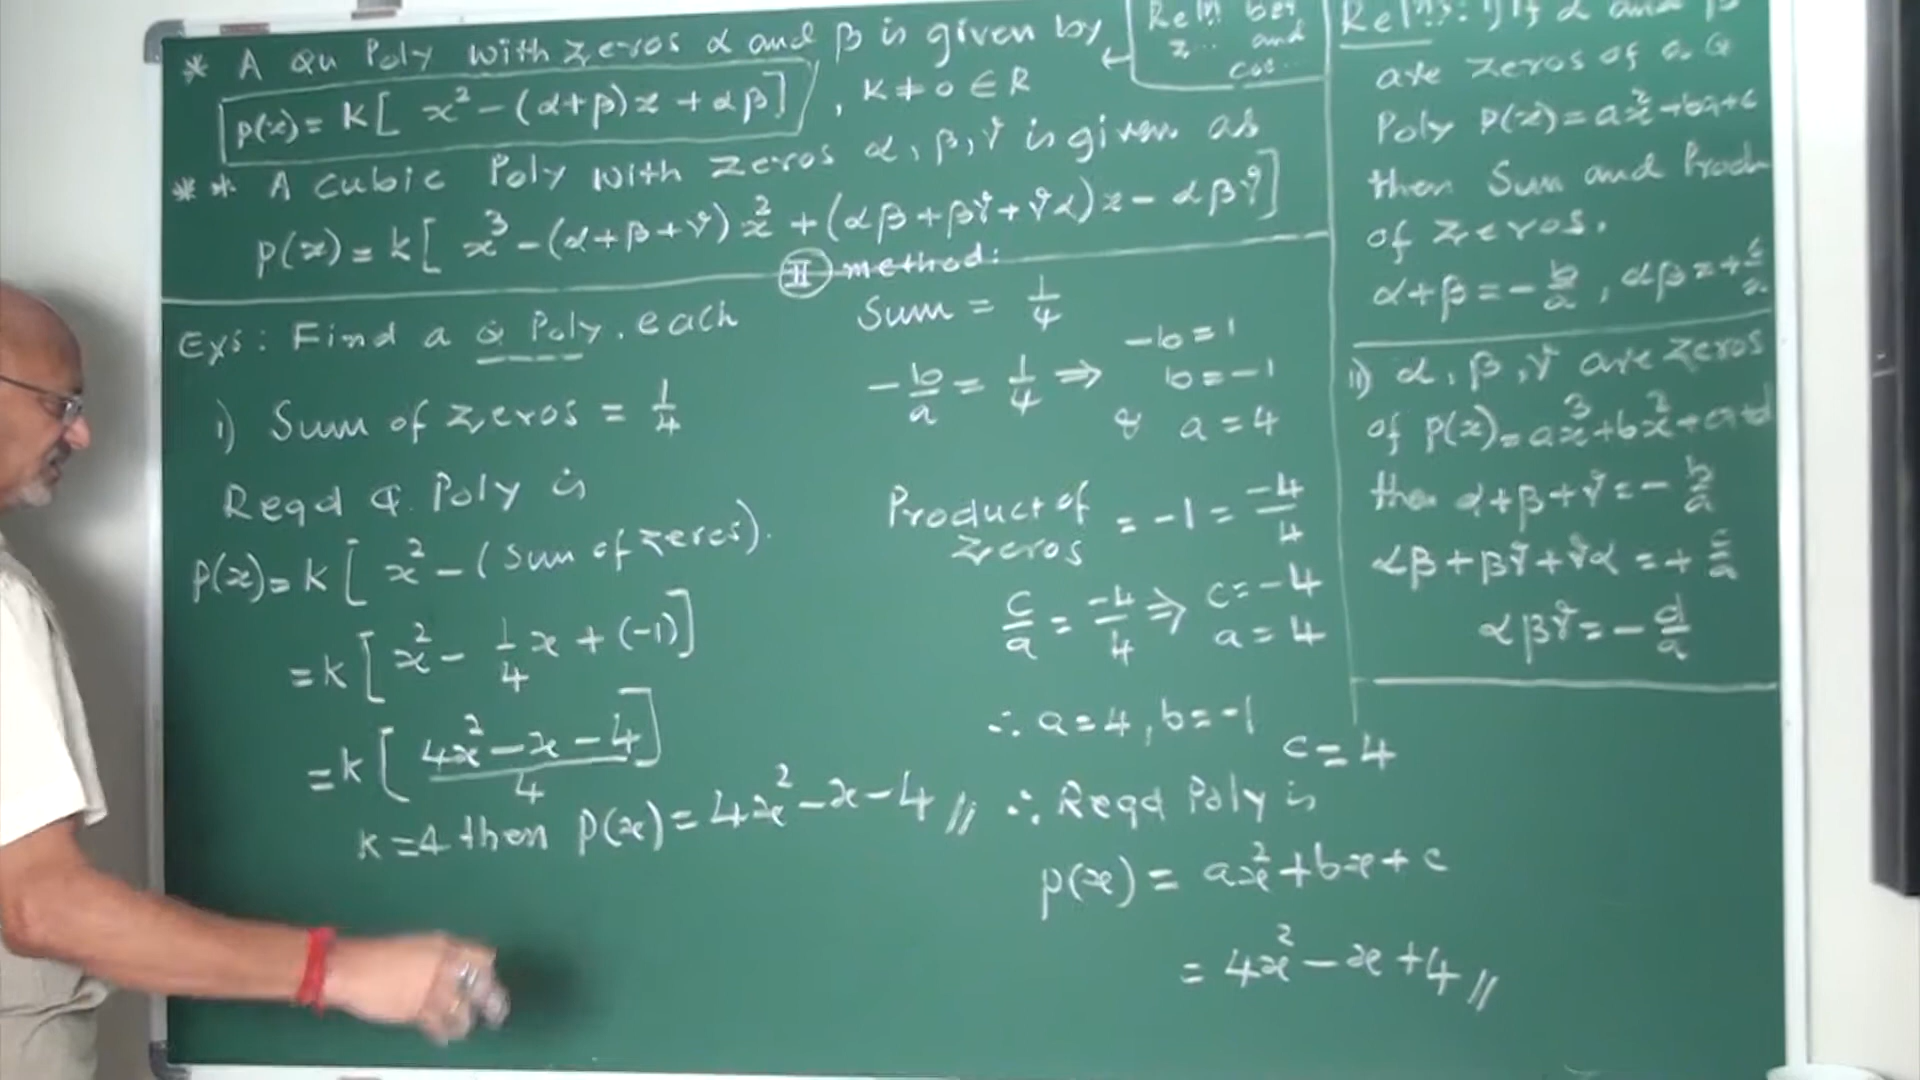 * A Qu Poly with zeros α and β is given by
p(x) = K[ x² - (α+β)x + αβ ] , K ≠ 0 ∈ R
* * A cubic Poly with zeros α, β, γ is given as
p(x) = k[ x³ - (α+β+γ)x² + (αβ+βγ+γα)x - αβγ]
Reln bet
and
Exs: Find a Q Poly. each
i) Sum of zeros = 1/4
Reqd Q. Poly is
p(x) = k[ x² - (Sum of zeros).
= k[ x² - 1/4 x + (-1)]
= k[ (4x² - x - 4)/4 ]
k = 4 then p(x) = 4x² - x - 4 //
II method:
Sum = 1/4
-b/a = 1/4 ⇒ -b = 1
b = -1
& a = 4
Product of zeros = -1 = -4/4
c/a = -4/4 ⇒ c = -4
a = 4
∴ a = 4, b = -1
c = 4
∴ Reqd Poly is
p(x) = ax² + bx + c
= 4x² - x + 4 //
Relns: i) If α and β
are zeros of a Q
Poly p(x) = ax² + bx + c
then Sum and Produ
of zeros.
α+β = -b/a , αβ = +c/a
ii) α, β, γ are zeros
of p(x) = ax³ + bx² + cx + d
then α+β+γ = -b/a
αβ+βγ+γα = +c/a
αβγ = -d/a